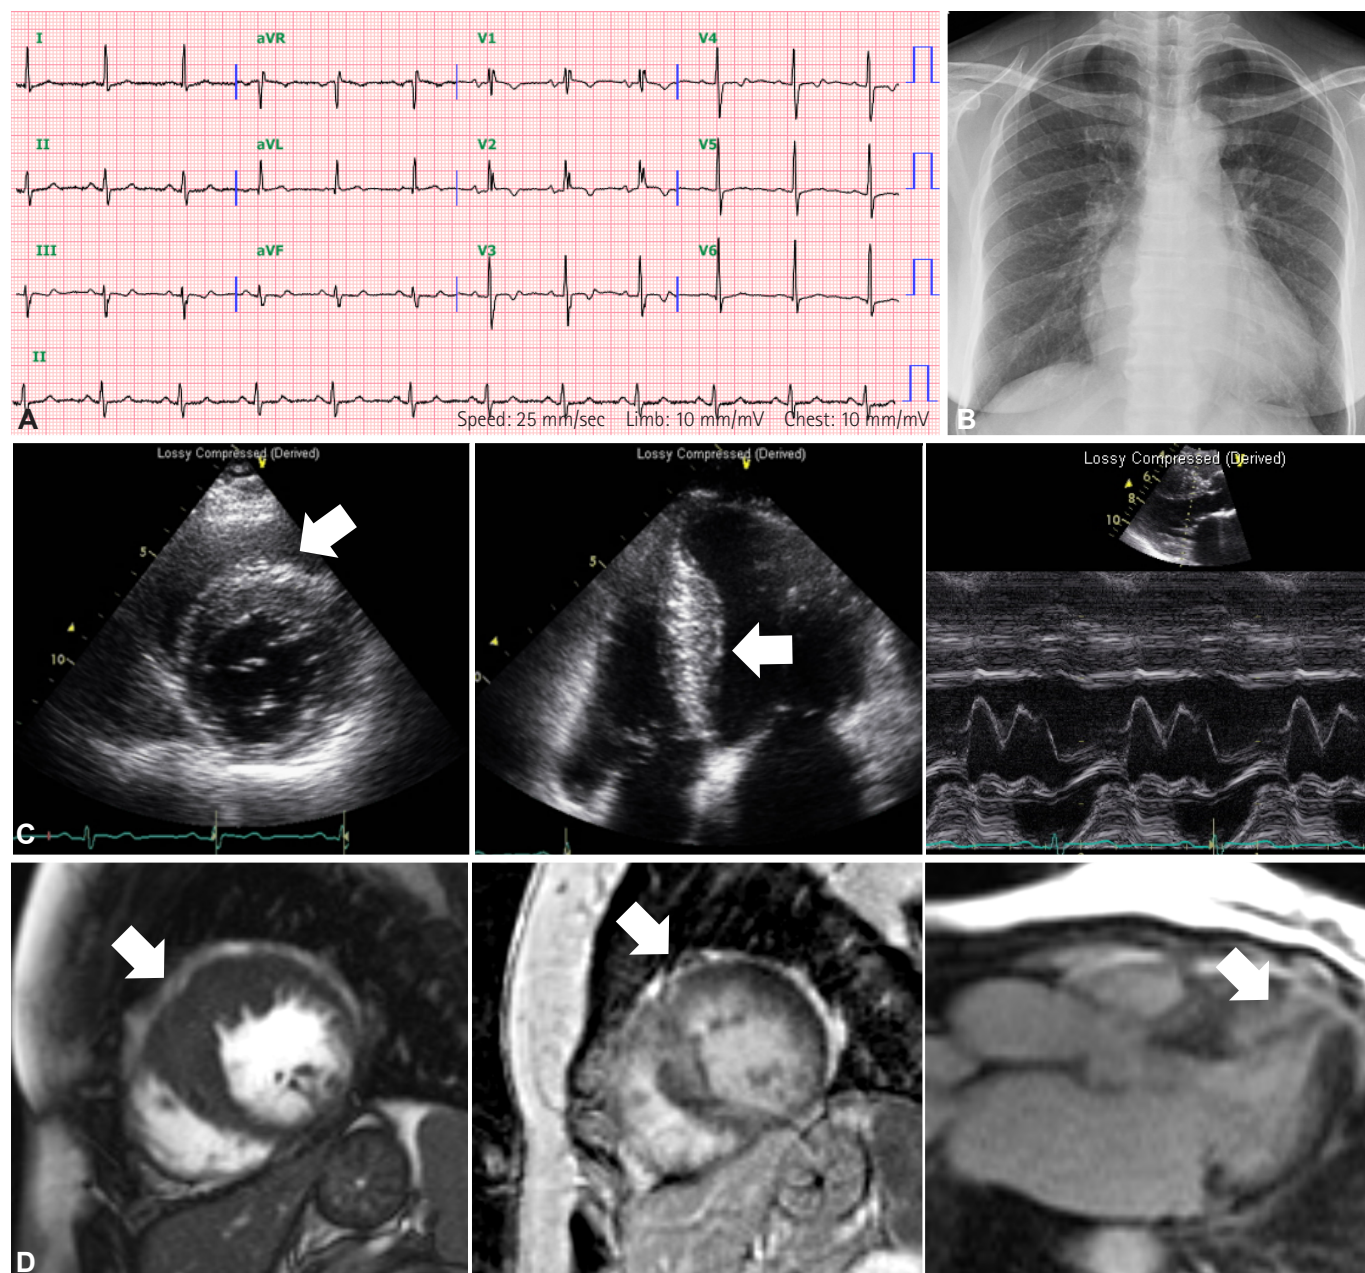 I aVR V1 V4
II aVL V2 V5
III aVF V3 V6
II
A Speed: 25 mm/sec Limb: 10 mm/mV Chest: 10 mm/mV
B
Lossy Compressed (Derived)
V
5
10
C
Lossy Compressed (Derived)
V
5
0
Lossy Compressed (Derived)
6
8
10
D